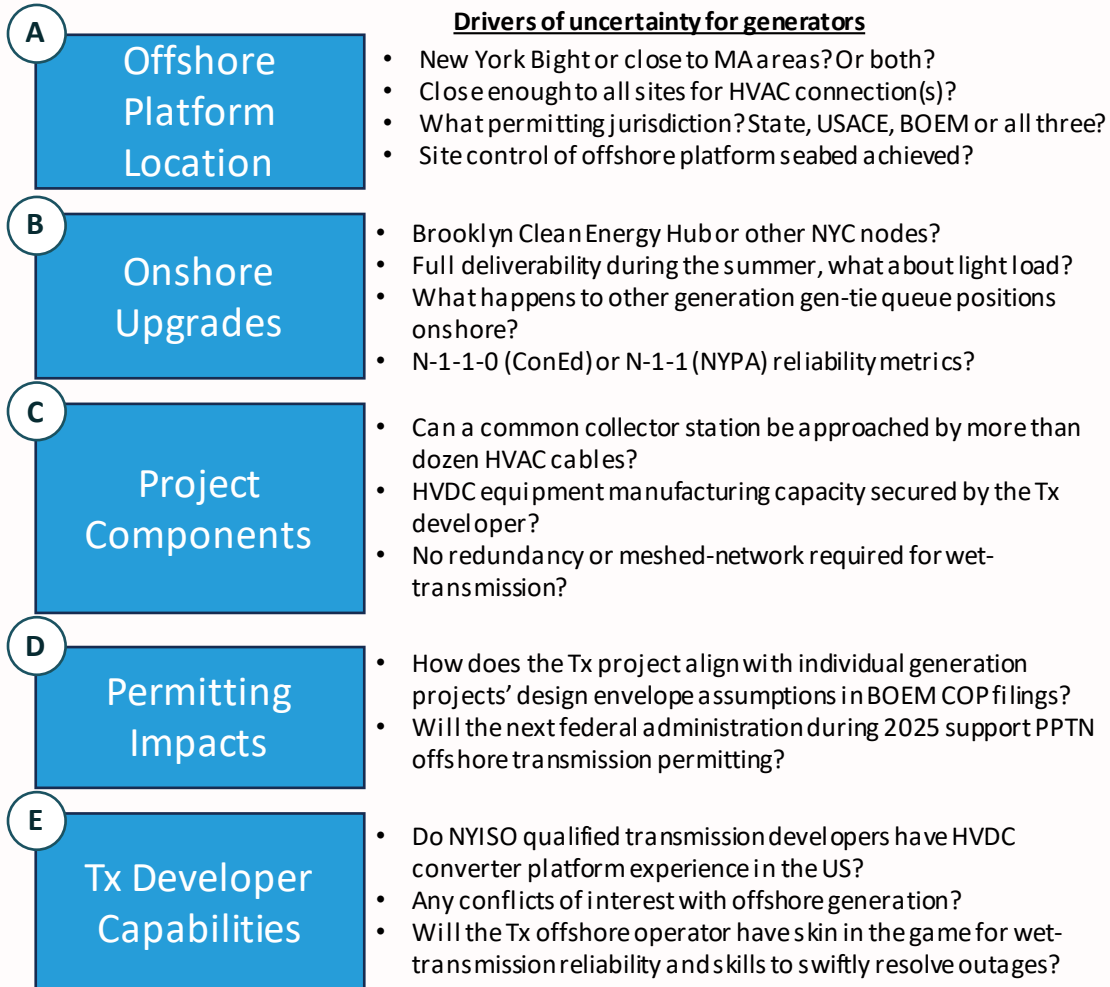 Drivers of uncertainty for generators
A
Offshore
Platform
Location
• New York Bight or close to MA areas? Or both?
• Close enough to all sites for HVAC connection(s)?
• What permitting jurisdiction? State, USACE, BOEM or all three?
• Site control of offshore platform seabed achieved?
B
Onshore
Upgrades
• Brooklyn Clean Energy Hub or other NYC nodes?
• Full deliverability during the summer, what about light load?
• What happens to other generation gen-tie queue positions
onshore?
• N-1-1-0 (ConEd) or N-1-1 (NYPA) reliability metrics?
C
Project
Components
• Can a common collector station be approached by more than
dozen HVAC cables?
• HVDC equipment manufacturing capacity secured by the Tx
developer?
• No redundancy or meshed-network required for wet-
transmission?
D
Permitting
Impacts
• How does the Tx project align with individual generation
projects’ design envelope assumptions in BOEM COP filings?
• Will the next federal administration during 2025 support PPTN
offshore transmission permitting?
E
Tx Developer
Capabilities
• Do NYISO qualified transmission developers have HVDC
converter platform experience in the US?
• Any conflicts of interest with offshore generation?
• Will the Tx offshore operator have skin in the game for wet-
transmission reliability and skills to swiftly resolve outages?